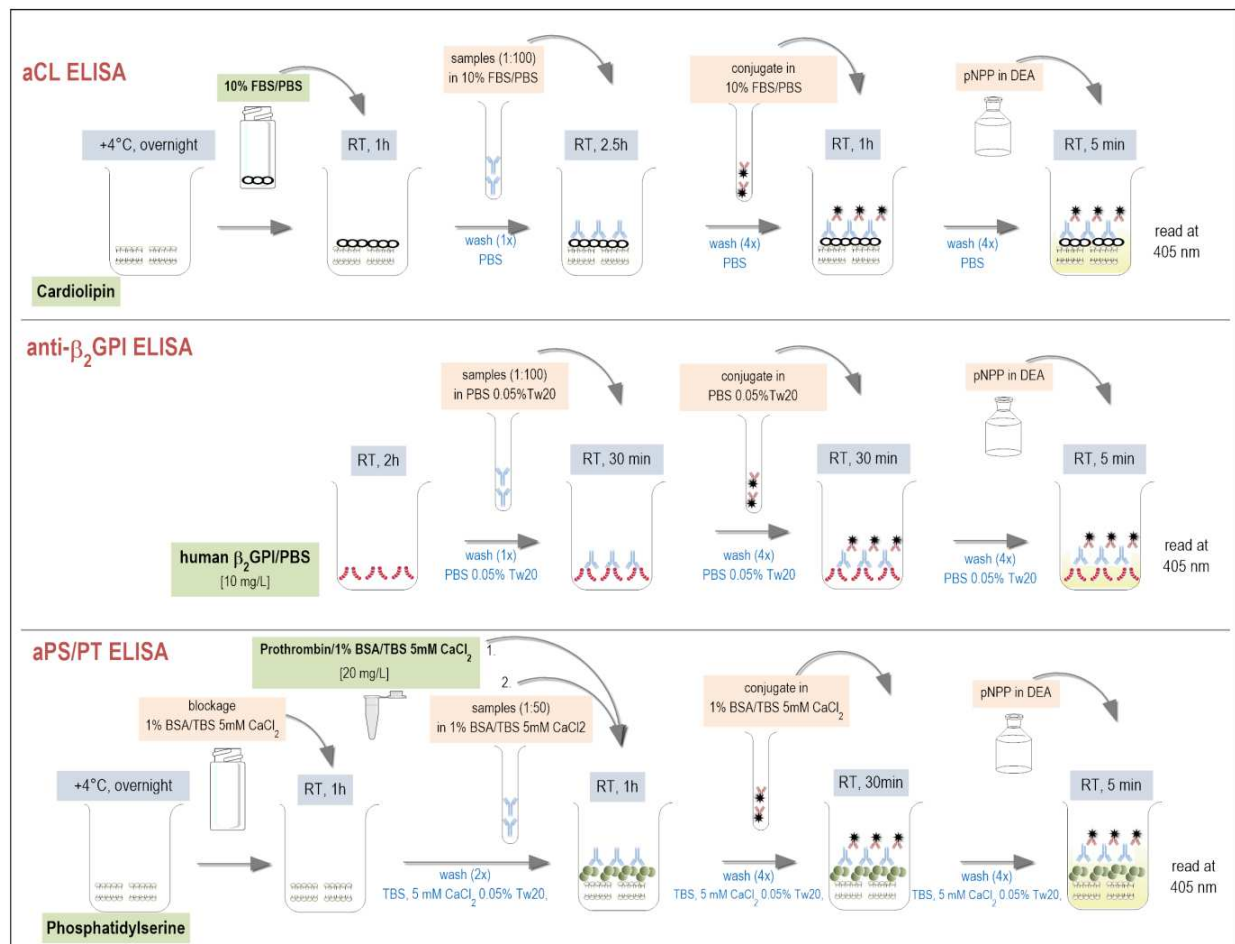 aCL ELISA
10% FBS/PBS
samples (1:100)
in 10% FBS/PBS
conjugate in
10% FBS/PBS
pNPP in DEA
+4°C, overnight
RT, 1h
RT, 2.5h
RT, 1h
RT, 5 min
wash (1x)
PBS
wash (4x)
PBS
wash (4x)
PBS
read at
405 nm
Cardiolipin
anti-β₂GPI ELISA
samples (1:100)
in PBS 0.05%Tw20
conjugate in
PBS 0.05%Tw20
pNPP in DEA
RT, 2h
RT, 30 min
RT, 30 min
RT, 5 min
human β₂GPI/PBS
[10 mg/L]
wash (1x)
PBS 0.05% Tw20
wash (4x)
PBS 0.05% Tw20
wash (4x)
PBS 0.05% Tw20
read at
405 nm
aPS/PT ELISA
Prothrombin/1% BSA/TBS 5mM CaCl₂
[20 mg/L]
1.
2.
blockage
1% BSA/TBS 5mM CaCl₂
samples (1:50)
in 1% BSA/TBS 5mM CaCl2
conjugate in
1% BSA/TBS 5mM CaCl₂
pNPP in DEA
+4°C, overnight
RT, 1h
RT, 1h
RT, 30min
RT, 5 min
wash (2x)
TBS, 5 mM CaCl₂ 0.05% Tw20,
wash (4x)
TBS, 5 mM CaCl₂ 0.05% Tw20,
wash (4x)
TBS, 5 mM CaCl₂ 0.05% Tw20,
read at
405 nm
Phosphatidylserine